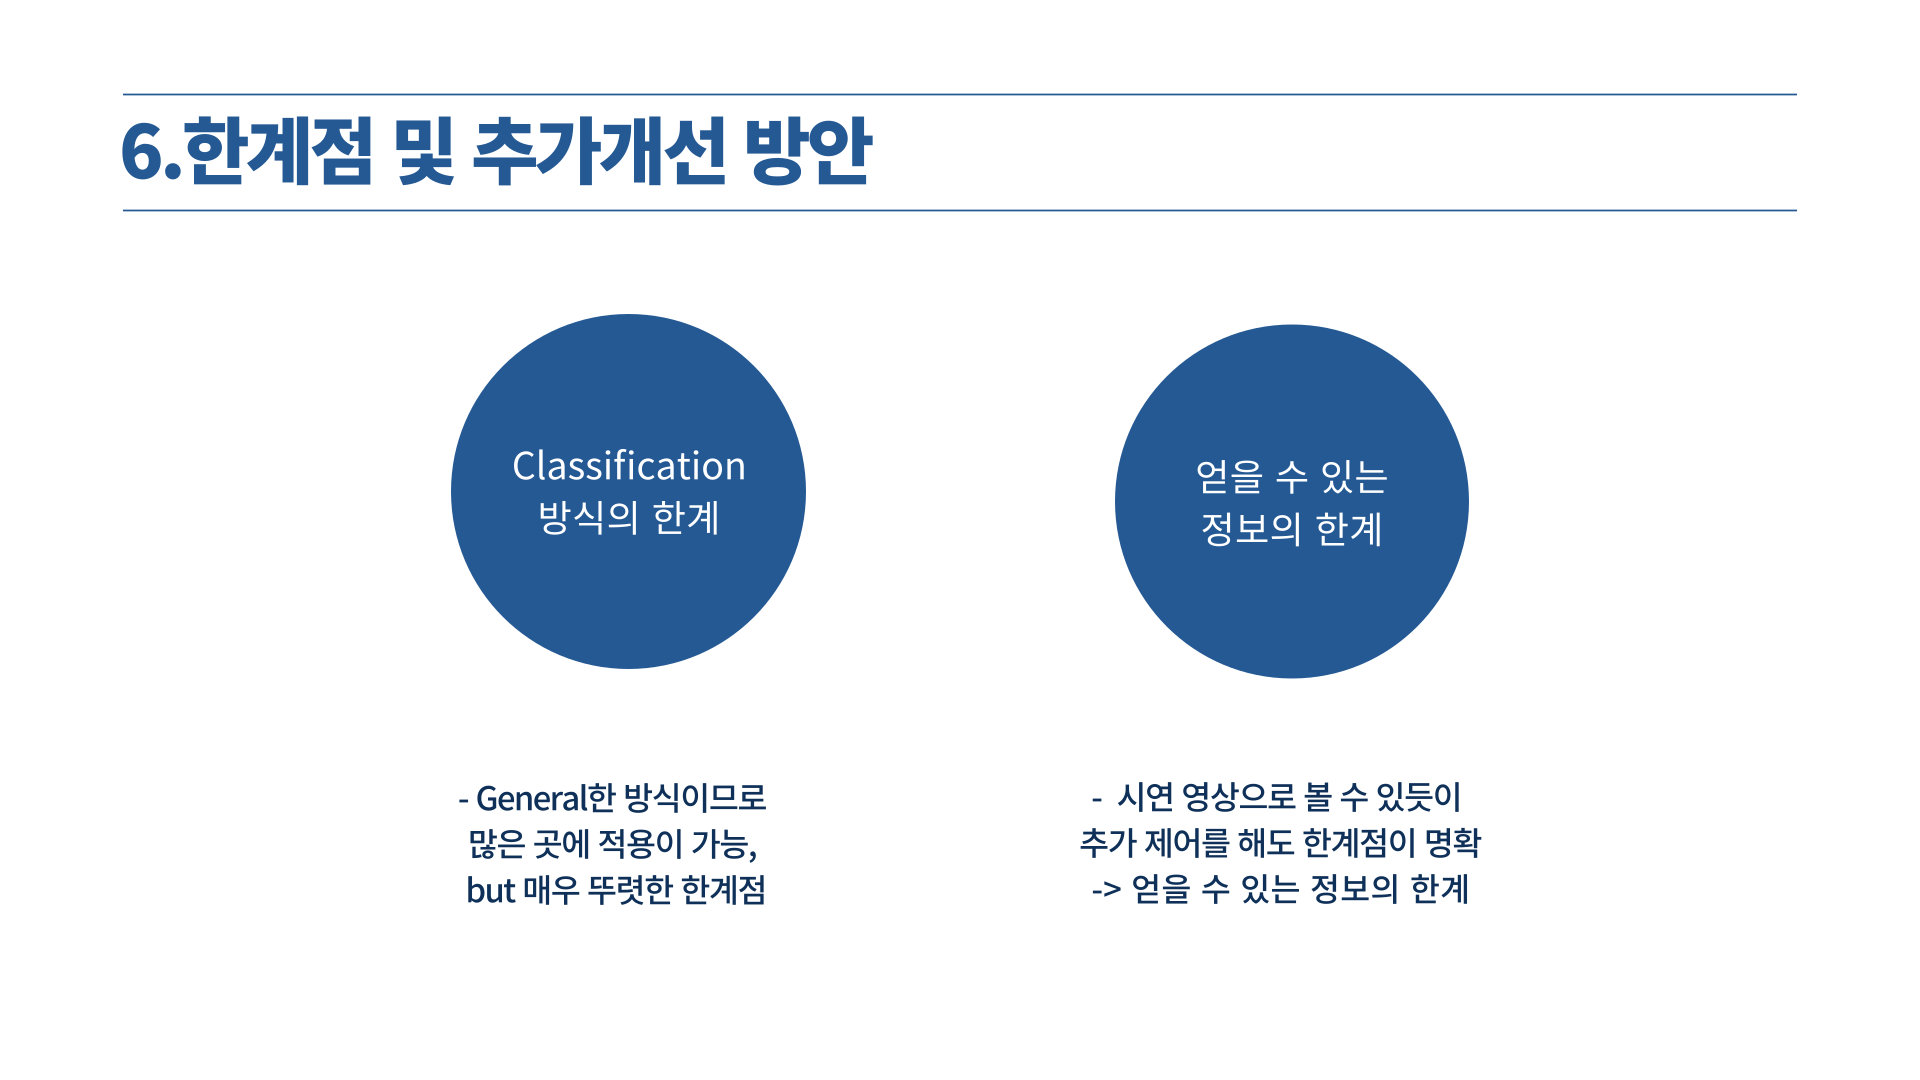 6.한계점 및 추가개선 방안
Classification
방식의 한계
얻을 수 있는
정보의 한계
- General한 방식이므로
많은 곳에 적용이 가능,
but 매우 뚜렷한 한계점
- 시연 영상으로 볼 수 있듯이
추가 제어를 해도 한계점이 명확
-> 얻을 수 있는 정보의 한계